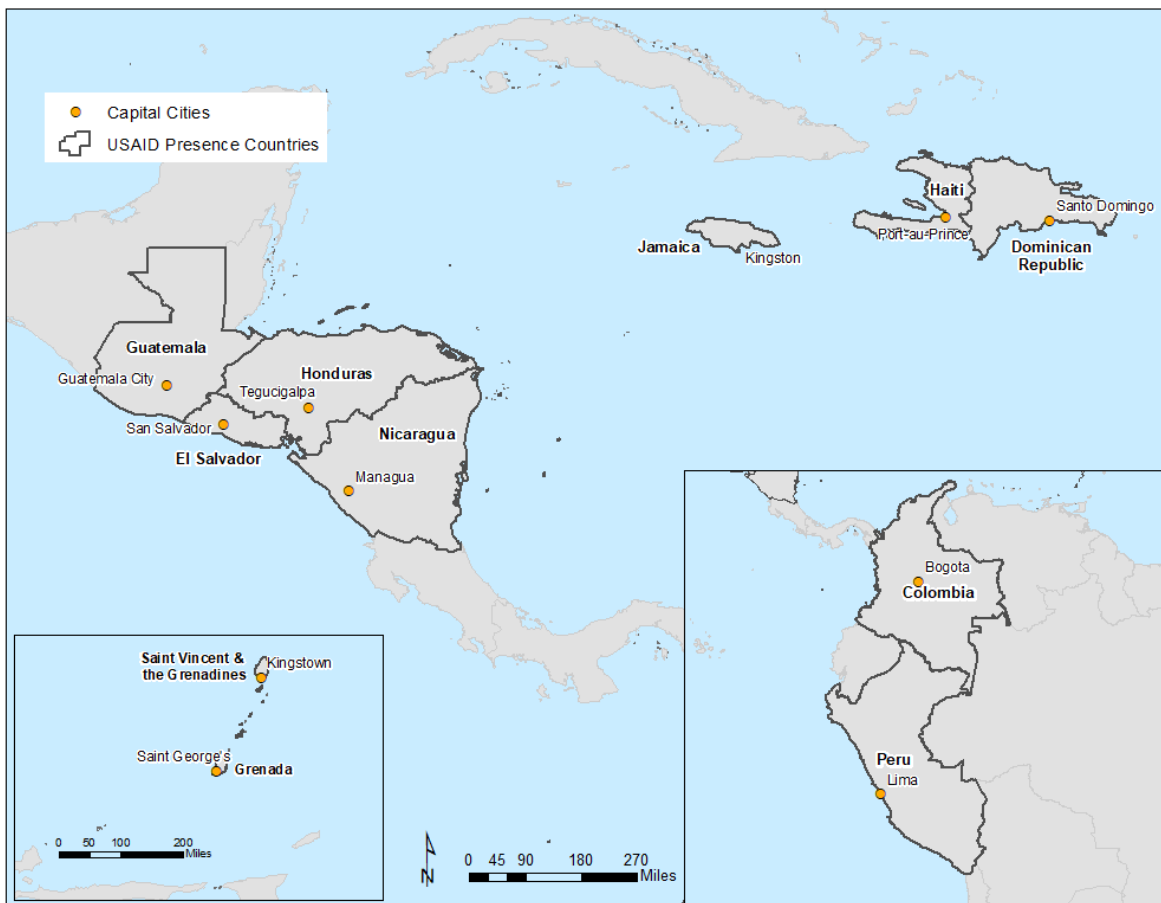 Capital Cities
USAID Presence Countries
Haiti
Santo Domingo
Port-au-Prince
Jamaica
Kingston
Dominican
Republic
Guatemala
Guatemala City
Honduras
Tegucigalpa
San Salvador
El Salvador
Nicaragua
Managua
Bogota
Colombia
Peru
Lima
Saint Vincent &
the Grenadines
Kingstown
Saint George's
Grenada
0 50 100 200
Miles
N
0 45 90 180 270
Miles